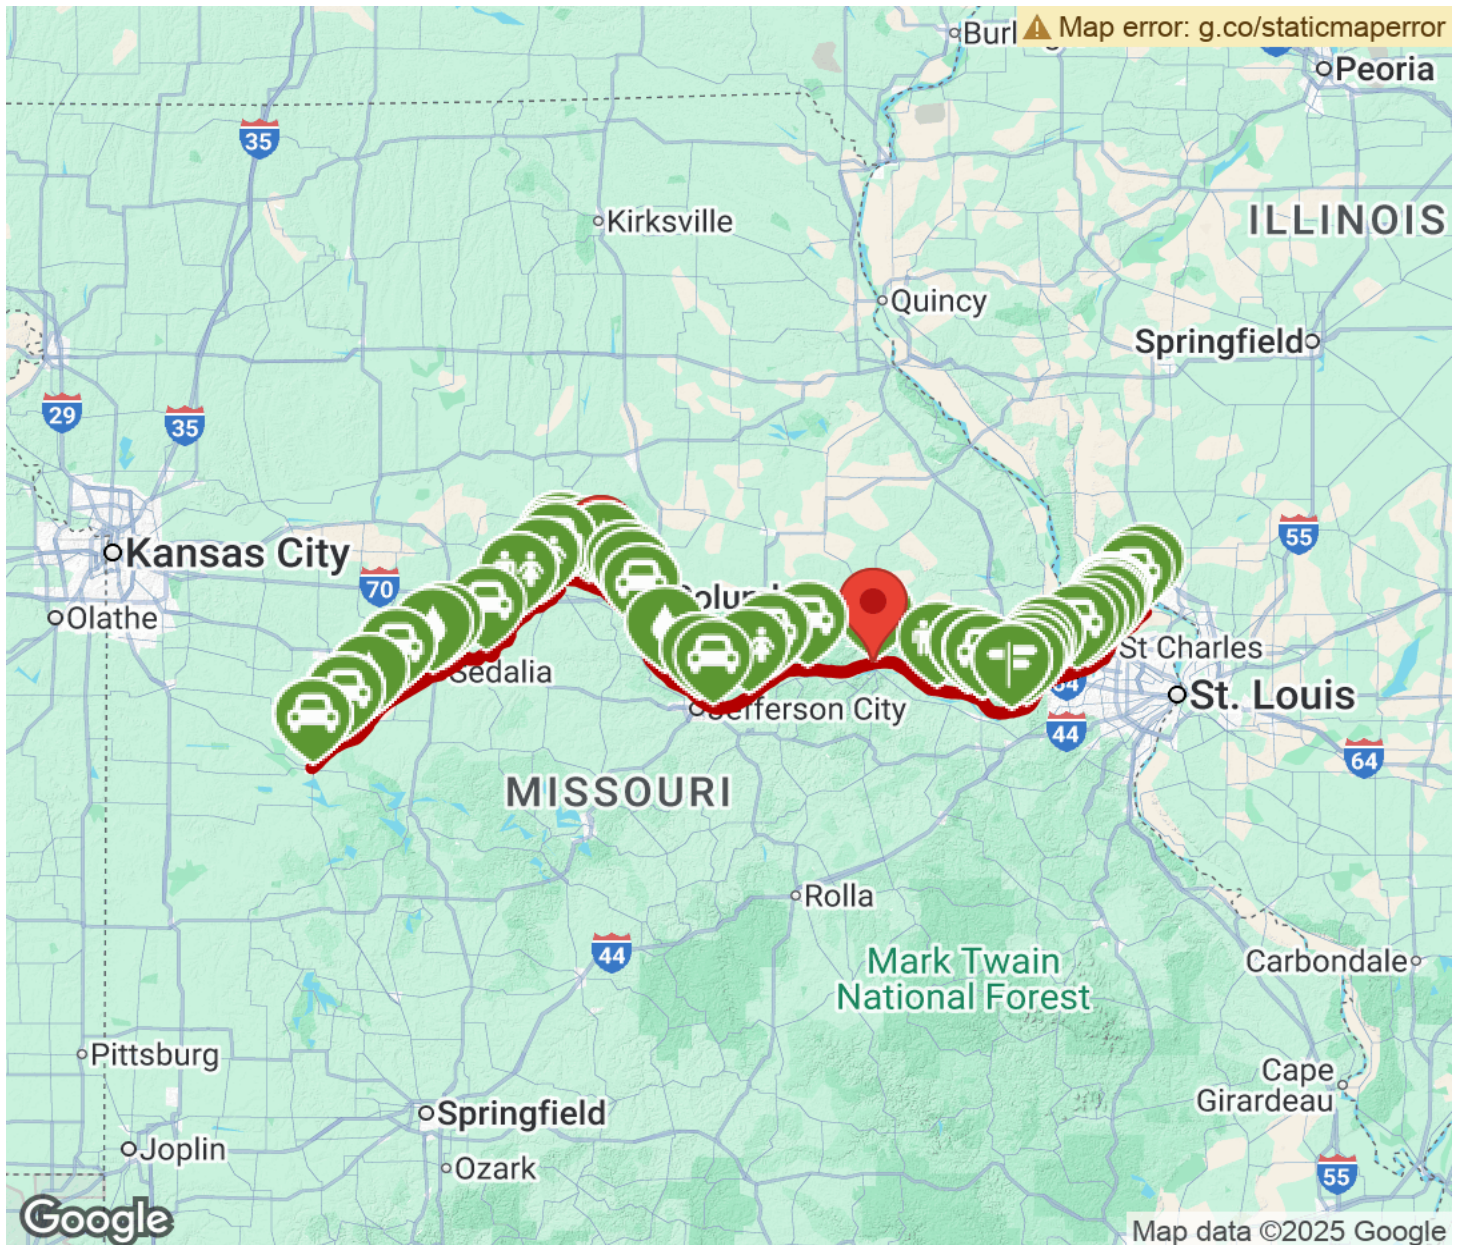 Burl
Map error: g.co/staticmaperror
Peoria
35
Kirksville
ILLINOIS
Quincy
Springfield
29
35
55
Kansas City
70
Olathe
St Charles
Sedalia
64
St. Louis
Jefferson City
44
64
MISSOURI
Rolla
44
Mark Twain
National Forest
Carbondale
Pittsburg
Cape
Girardeau
Springfield
Joplin
Ozark
55
Google
Map data ©2025 Google